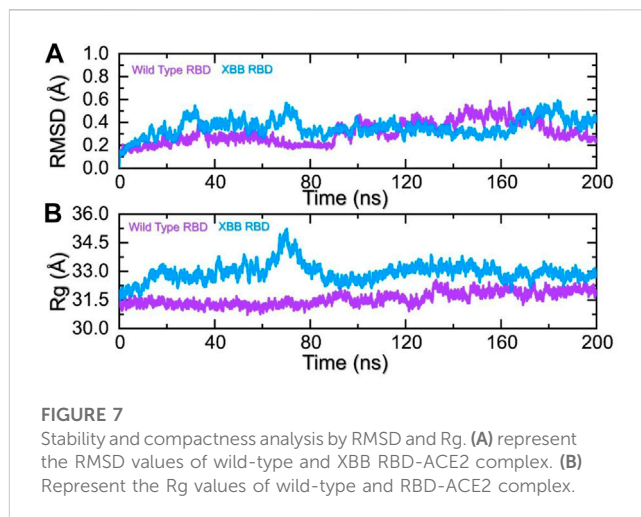 A
Wild Type RBD XBB RBD
RMSD (Å)
1.0
0.8
0.6
0.4
0.2
0.0
0 40 80 120 160 200
Time (ns)
B
Wild Type RBD XBB RBD
Rg (Å)
36.0
34.5
33.0
31.5
30.0
0 40 80 120 160 200
Time (ns)
FIGURE 7
Stability and compactness analysis by RMSD and Rg. (A) represent
the RMSD values of wild-type and XBB RBD-ACE2 complex. (B)
Represent the Rg values of wild-type and RBD-ACE2 complex.